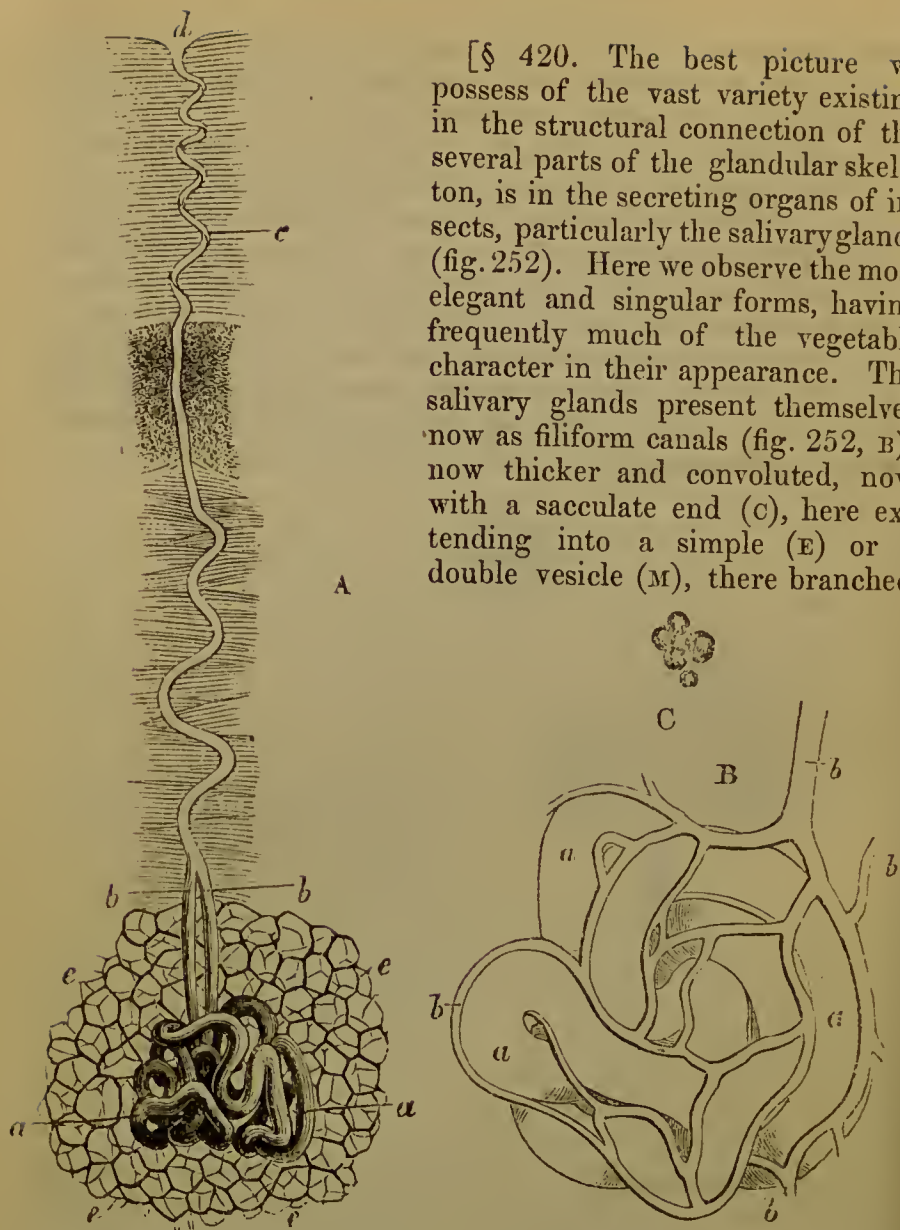 [§ 420. The best picture
possess of the vast variety existin
in the structural connection of th
several parts of the glandular skel
ton, is in the secreting organs of in
sects, particularly the salivary gland
(fig. 252). Here we observe the mo
elegant and singular forms, havin
frequently much of the vegetabl
character in their appearance. Th
salivary glands present themselve
now as filiform canals (fig. 252, B)
now thicker and convoluted, nov
with a sacculate end (C), here ex
tending into a simple (E) or
double vesicle (M), there branche
d
c
A
b b
e e
a a
e e
C
B
b
b
a
b
a
a
b